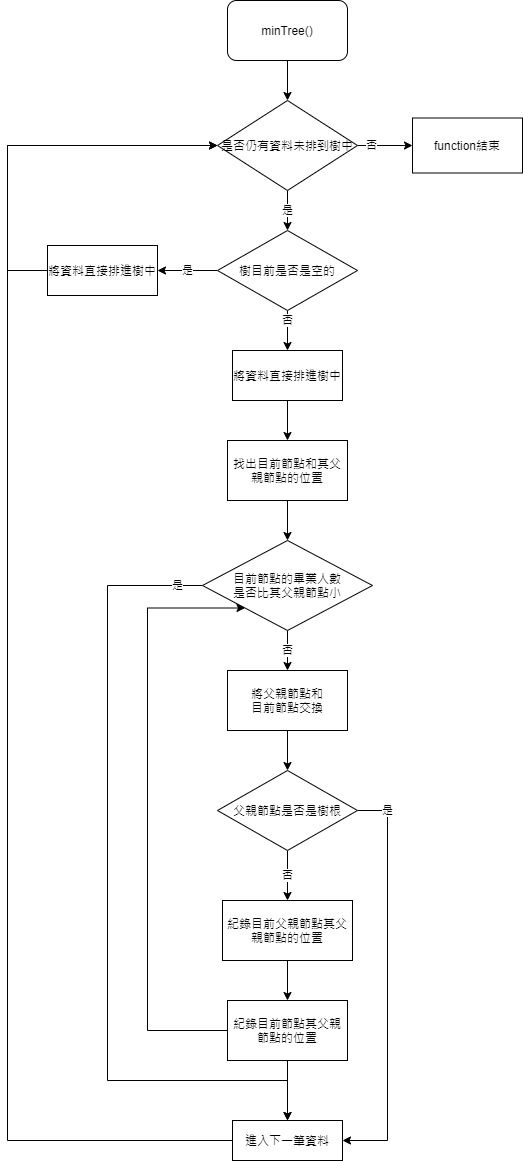 minTree()
是否仍有資料未排到樹中
否
function結束
是
樹目前是否是空的
是
將資料直接排進樹中
否
將資料直接排進樹中
找出目前節點和其父
親節點的位置
目前節點的畢業人數
是否比其父親節點小
是
否
將父親節點和
目前節點交換
父親節點是否是樹根
是
否
紀錄目前父親節點其父
親節點的位置
紀錄目前節點其父親
節點的位置
進入下一筆資料